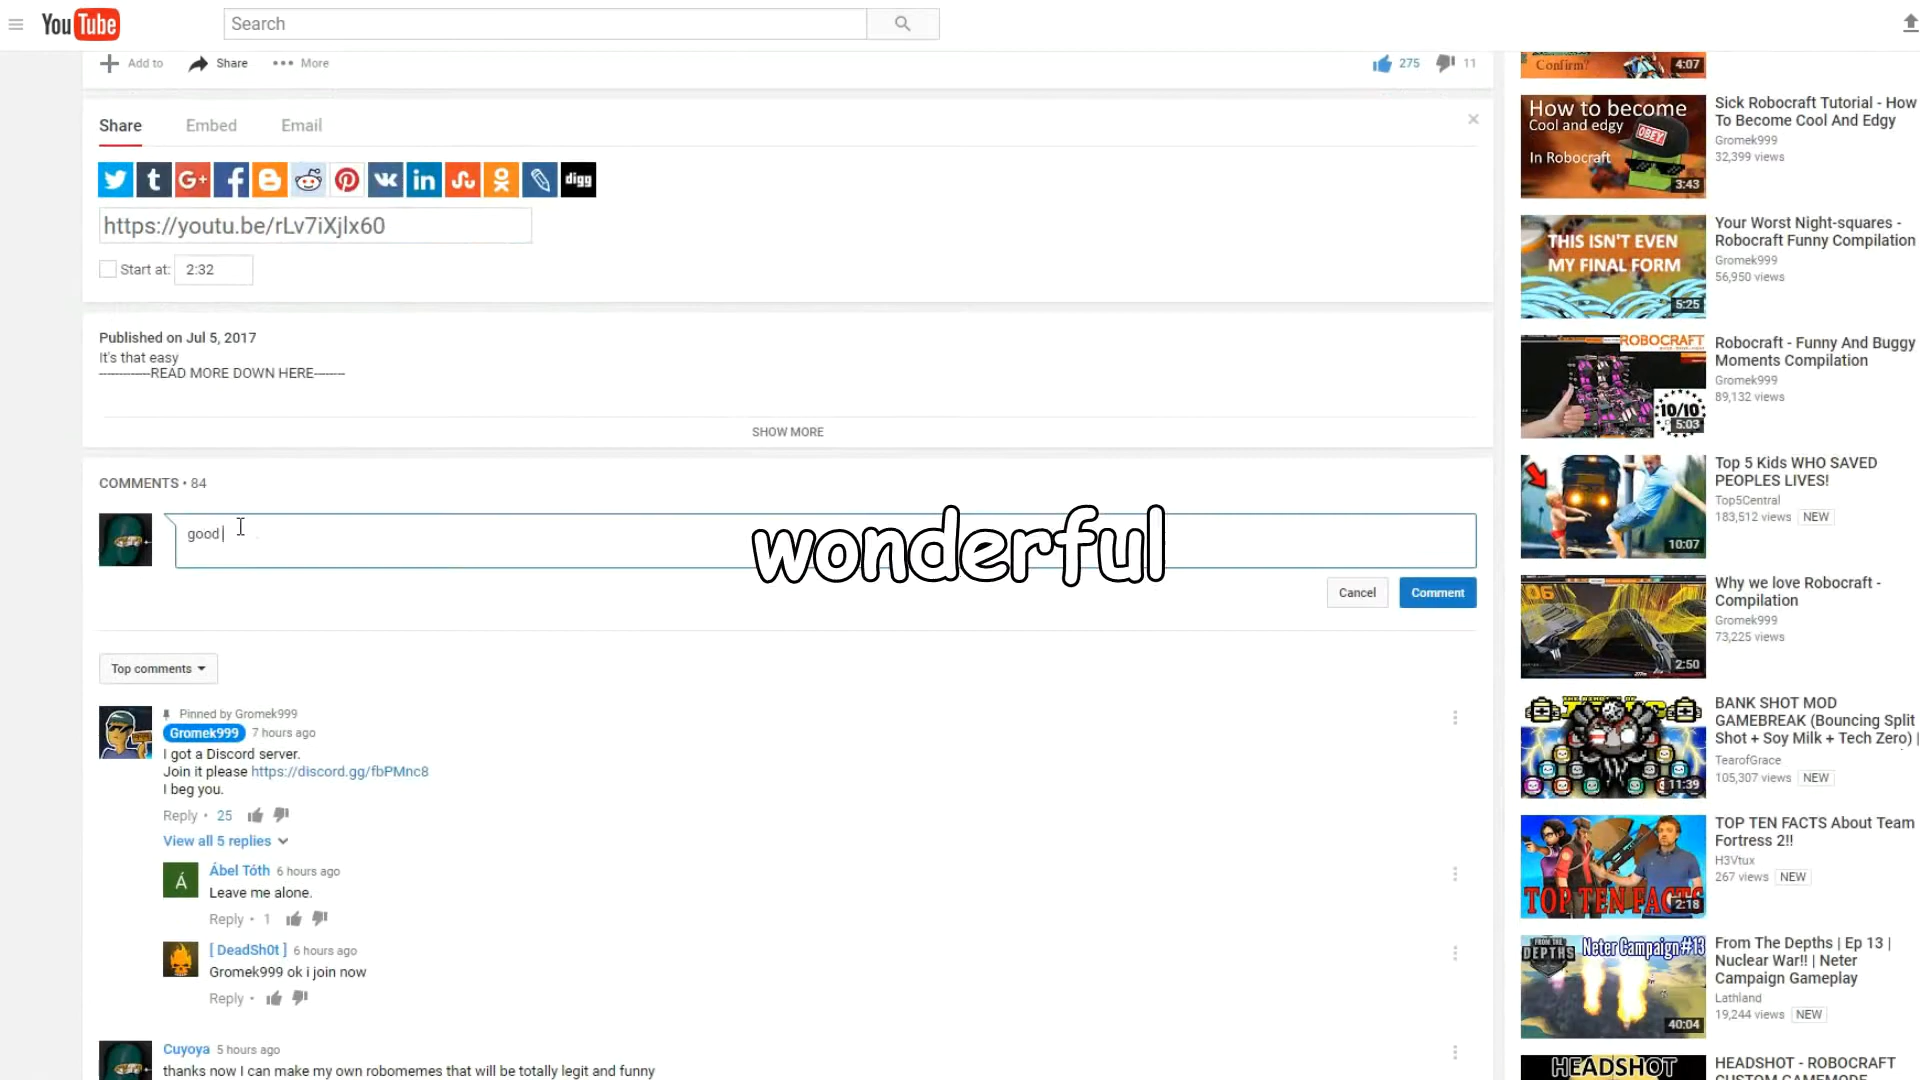 YouTube
Search
Add to
Share
More
275
11
Share
Embed
Email
digg
https://youtu.be/rLv7iXjlx60
Start at:
2:32
Published on Jul 5, 2017
It's that easy
-------------READ MORE DOWN HERE--------
SHOW MORE
COMMENTS • 84
good
wonderful
Cancel
Comment
Top comments
Pinned by Gromek999
Gromek999 7 hours ago
I got a Discord server.
Join it please https://discord.gg/fbPMnc8
I beg you.
Reply • 25
View all 5 replies
Á
Ábel Tóth 6 hours ago
Leave me alone.
Reply • 1
[ DeadSh0t ] 6 hours ago
Gromek999 ok i join now
Reply •
Cuyoya 5 hours ago
thanks now I can make my own robomemes that will be totally legit and funny
Confirm?
4:07
How to become
Cool and edgy
OBEY
In Robocraft
3:43
Sick Robocraft Tutorial - How
To Become Cool And Edgy
Gromek999
32,399 views
THIS ISN'T EVEN
MY FINAL FORM
5:25
Your Worst Night-squares -
Robocraft Funny Compilation
Gromek999
56,950 views
ROBOCRAFT
10/10
5:03
Robocraft - Funny And Buggy
Moments Compilation
Gromek999
89,132 views
10:07
Top 5 Kids WHO SAVED
PEOPLES LIVES!
Top5Central
183,512 views NEW
06
2:50
Why we love Robocraft -
Compilation
Gromek999
73,225 views
11:39
BANK SHOT MOD
GAMEBREAK (Bouncing Split
Shot + Soy Milk + Tech Zero) |
TearofGrace
105,307 views NEW
TOP TEN FACTS
2:18
TOP TEN FACTS About Team
Fortress 2!!
H3Vtux
267 views NEW
FROM THE
DEPTHS
Neter Campaign #13
40:04
From The Depths | Ep 13 |
Nuclear War!! | Neter
Campaign Gameplay
Lathland
19,244 views NEW
HEADSHOT
HEADSHOT - ROBOCRAFT
CUSTOM GAMEMODE